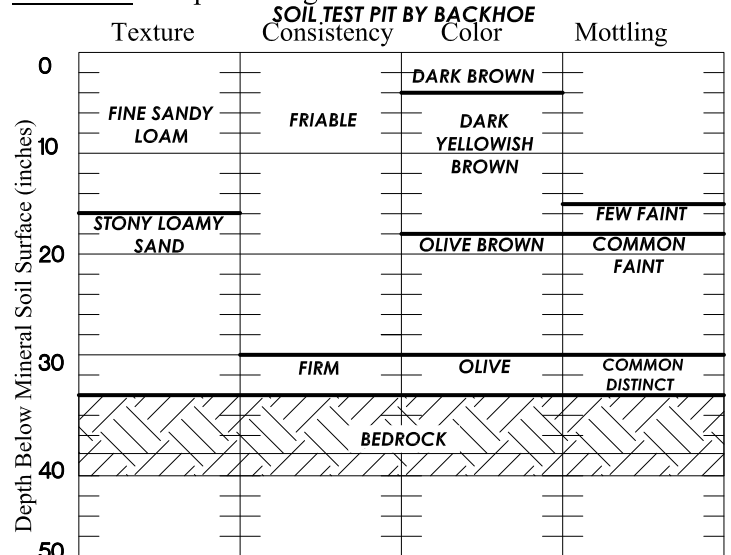 SOIL TEST PIT BY BACKHOE
Texture Consistency Color Mottling
Depth Below Mineral Soil Surface (inches)
0
DARK BROWN
FINE SANDY
LOAM
FRIABLE
DARK
YELLOWISH
BROWN
10
FEW FAINT
STONY LOAMY
SAND
OLIVE BROWN
COMMON
FAINT
20
30
FIRM
OLIVE
COMMON
DISTINCT
BEDROCK
40
50